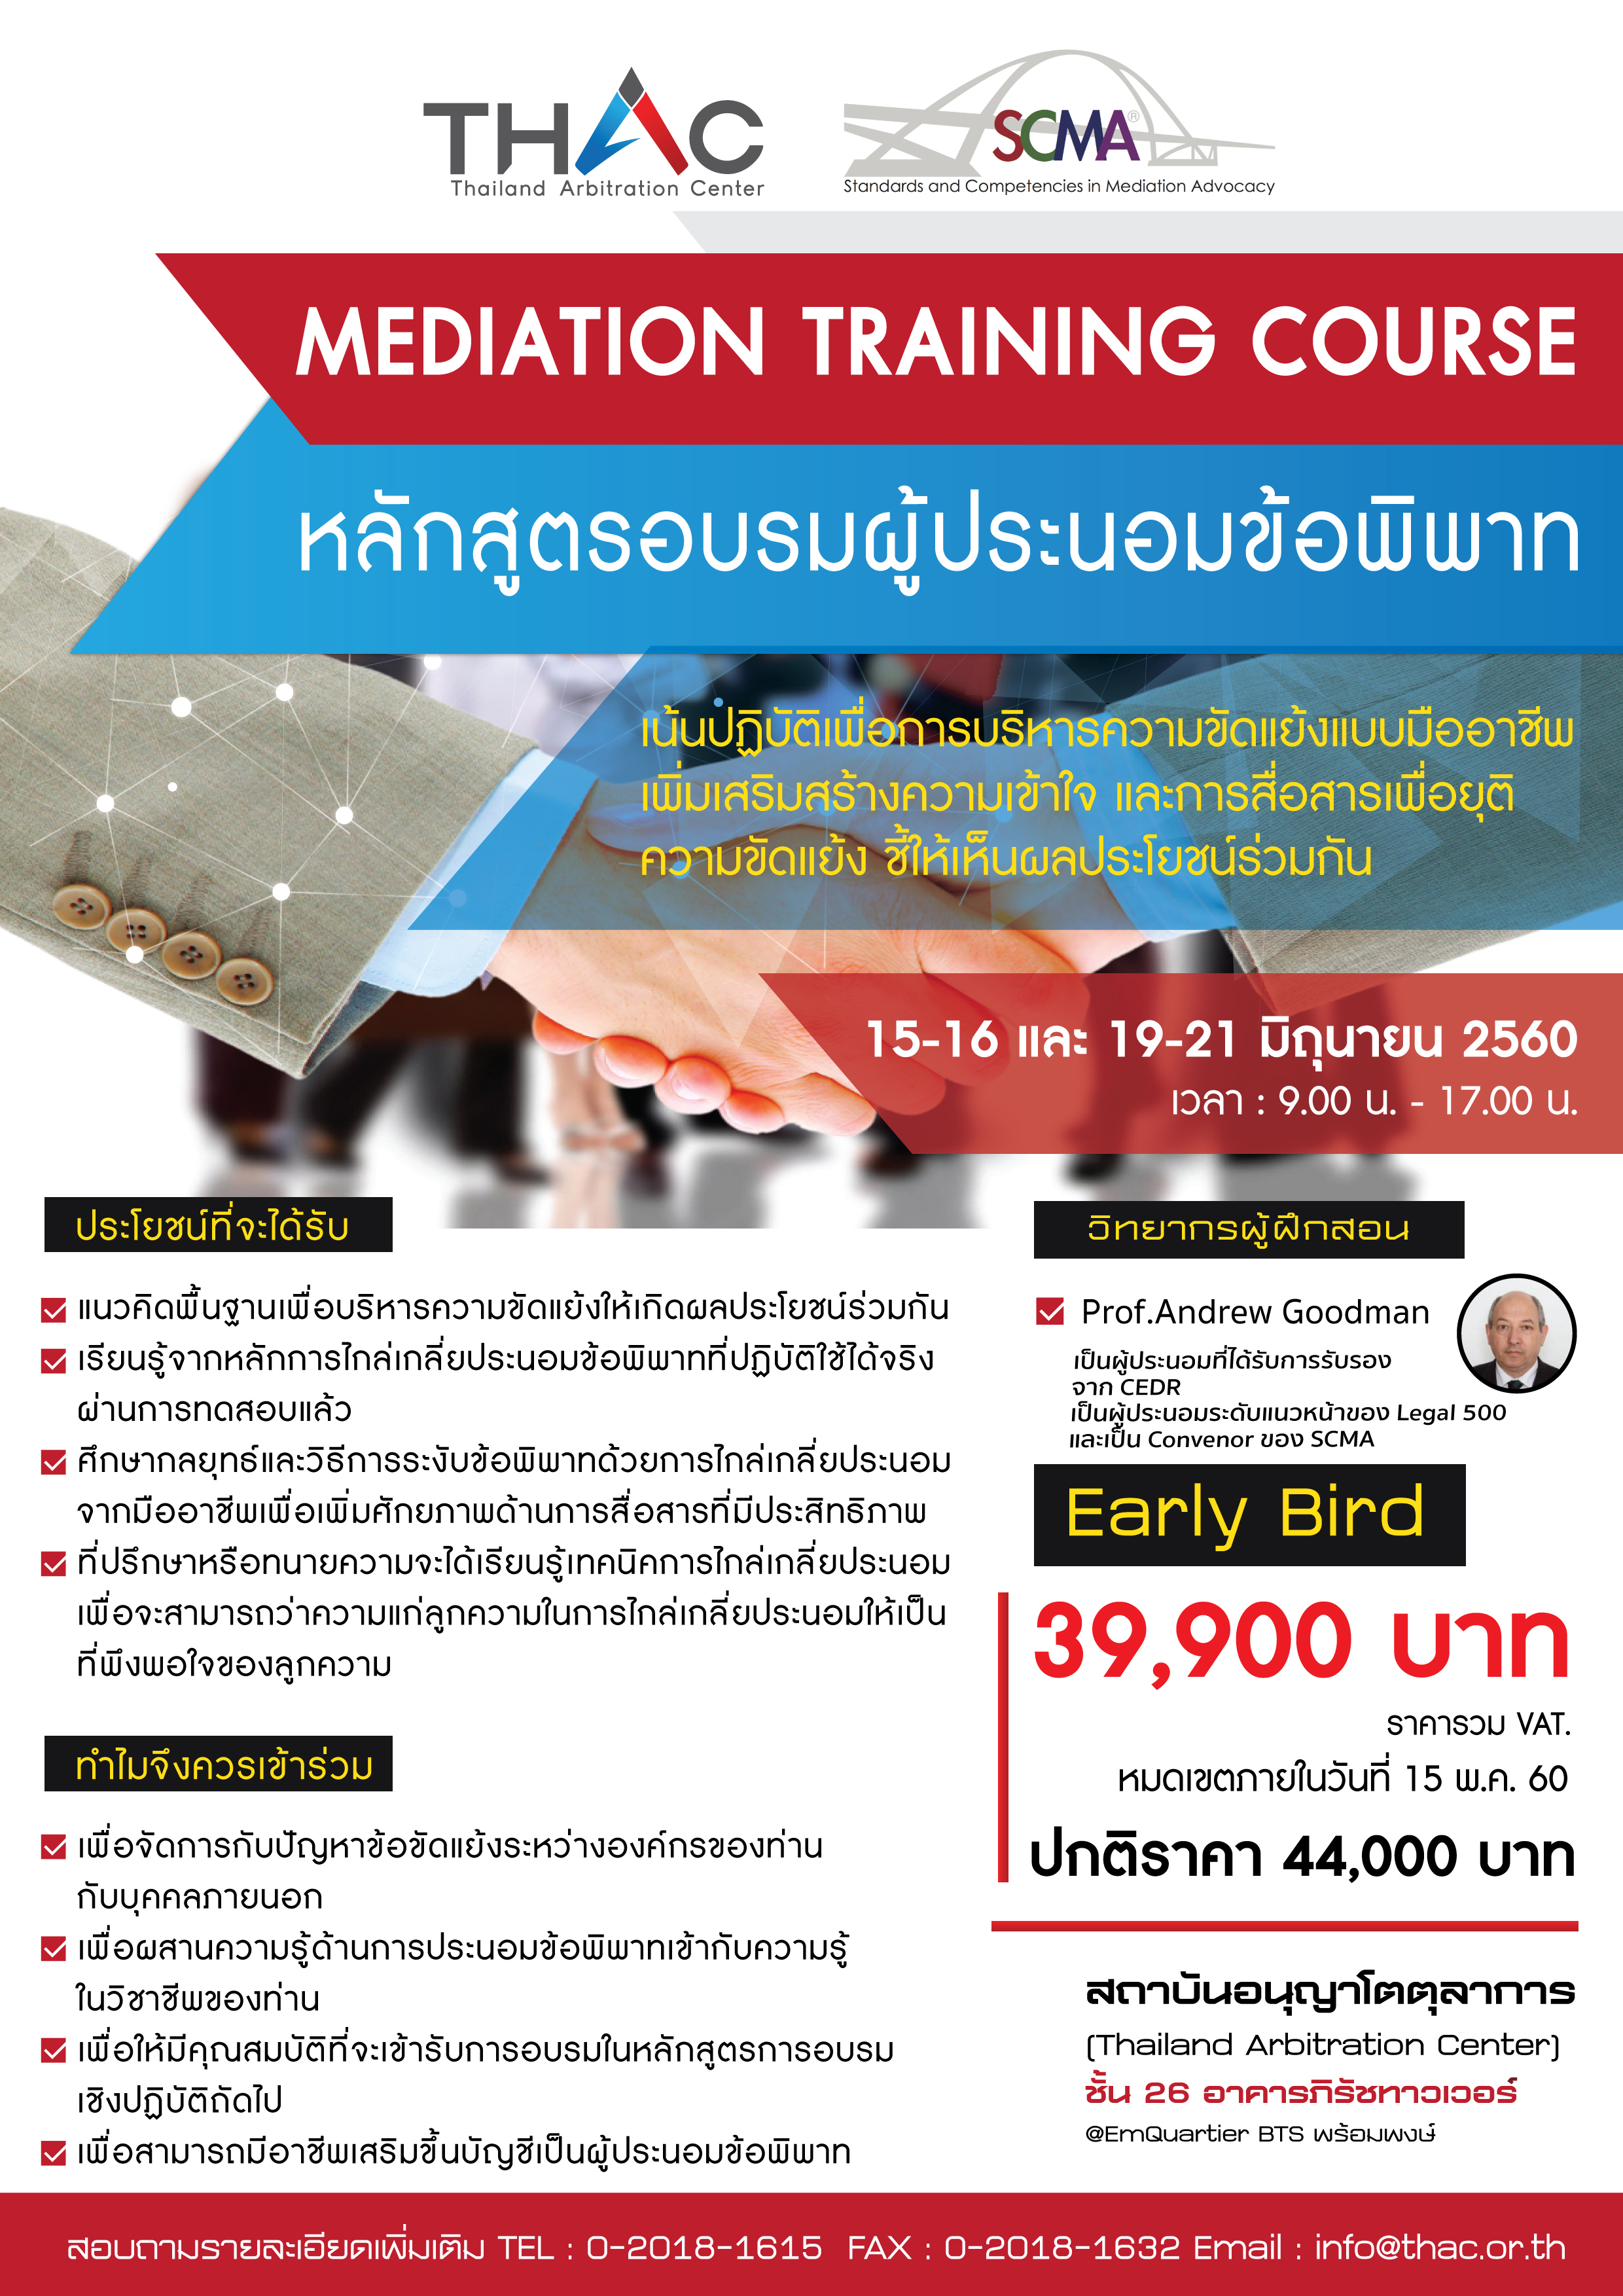 THAC
Thailand Arbitration Center
SCMA®
Standards and Competencies in Mediation Advocacy
MEDIATION TRAINING COURSE
หลักสูตรอบรมผู้ประนอมข้อพิพาท
เน้นปฏิบัติเพื่อการบริหารความขัดแย้งแบบมืออาชีพ
เพิ่มเสริมสร้างความเข้าใจ และการสื่อสารเพื่อยุติ
ความขัดแย้ง ชี้ให้เห็นผลประโยชน์ร่วมกัน
15-16 และ 19-21 มิถุนายน 2560
เวลา : 9.00 น. - 17.00 น.
ประโยชน์ที่จะได้รับ
แนวคิดพื้นฐานเพื่อบริหารความขัดแย้งให้เกิดผลประโยชน์ร่วมกัน
เรียนรู้จากหลักการไกล่เกลี่ยประนอมข้อพิพาทที่ปฏิบัติใช้ได้จริง
ผ่านการทดสอบแล้ว
ศึกษากลยุทธ์และวิธีการระงับข้อพิพาทด้วยการไกล่เกลี่ยประนอม
จากมืออาชีพเพื่อเพิ่มศักยภาพด้านการสื่อสารที่มีประสิทธิภาพ
ที่ปรึกษาหรือทนายความจะได้เรียนรู้เทคนิคการไกล่เกลี่ยประนอม
เพื่อจะสามารถว่าความแก่ลูกความในการไกล่เกลี่ยประนอมให้เป็น
ที่พึงพอใจของลูกความ
ทำไมจึงควรเข้าร่วม
เพื่อจัดการกับปัญหาข้อขัดแย้งระหว่างองค์กรของท่าน
กับบุคคลภายนอก
เพื่อผสานความรู้ด้านการประนอมข้อพิพาทเข้ากับความรู้
ในวิชาชีพของท่าน
เพื่อให้มีคุณสมบัติที่จะเข้ารับการอบรมในหลักสูตรการอบรม
เชิงปฏิบัติถัดไป
เพื่อสามารถมีอาชีพเสริมขึ้นบัญชีเป็นผู้ประนอมข้อพิพาท
วิทยากรผู้ฝึกสอน
Prof.Andrew Goodman
เป็นผู้ประนอมที่ได้รับการรับรอง
จาก CEDR
เป็นผู้ประนอมระดับแนวหน้าของ Legal 500
และเป็น Convenor ของ SCMA
Early Bird
39,900 บาท
ราคารวม VAT.
หมดเขตภายในวันที่ 15 พ.ค. 60
ปกติราคา 44,000 บาท
สถาบันอนุญาโตตุลาการ
(Thailand Arbitration Center)
ชั้น 26 อาคารภิรัชทาวเวอร์
@EmQuartier BTS พร้อมพงษ์
สอบถามรายละเอียดเพิ่มเติม TEL : 0-2018-1615 FAX : 0-2018-1632 Email : info@thac.or.th